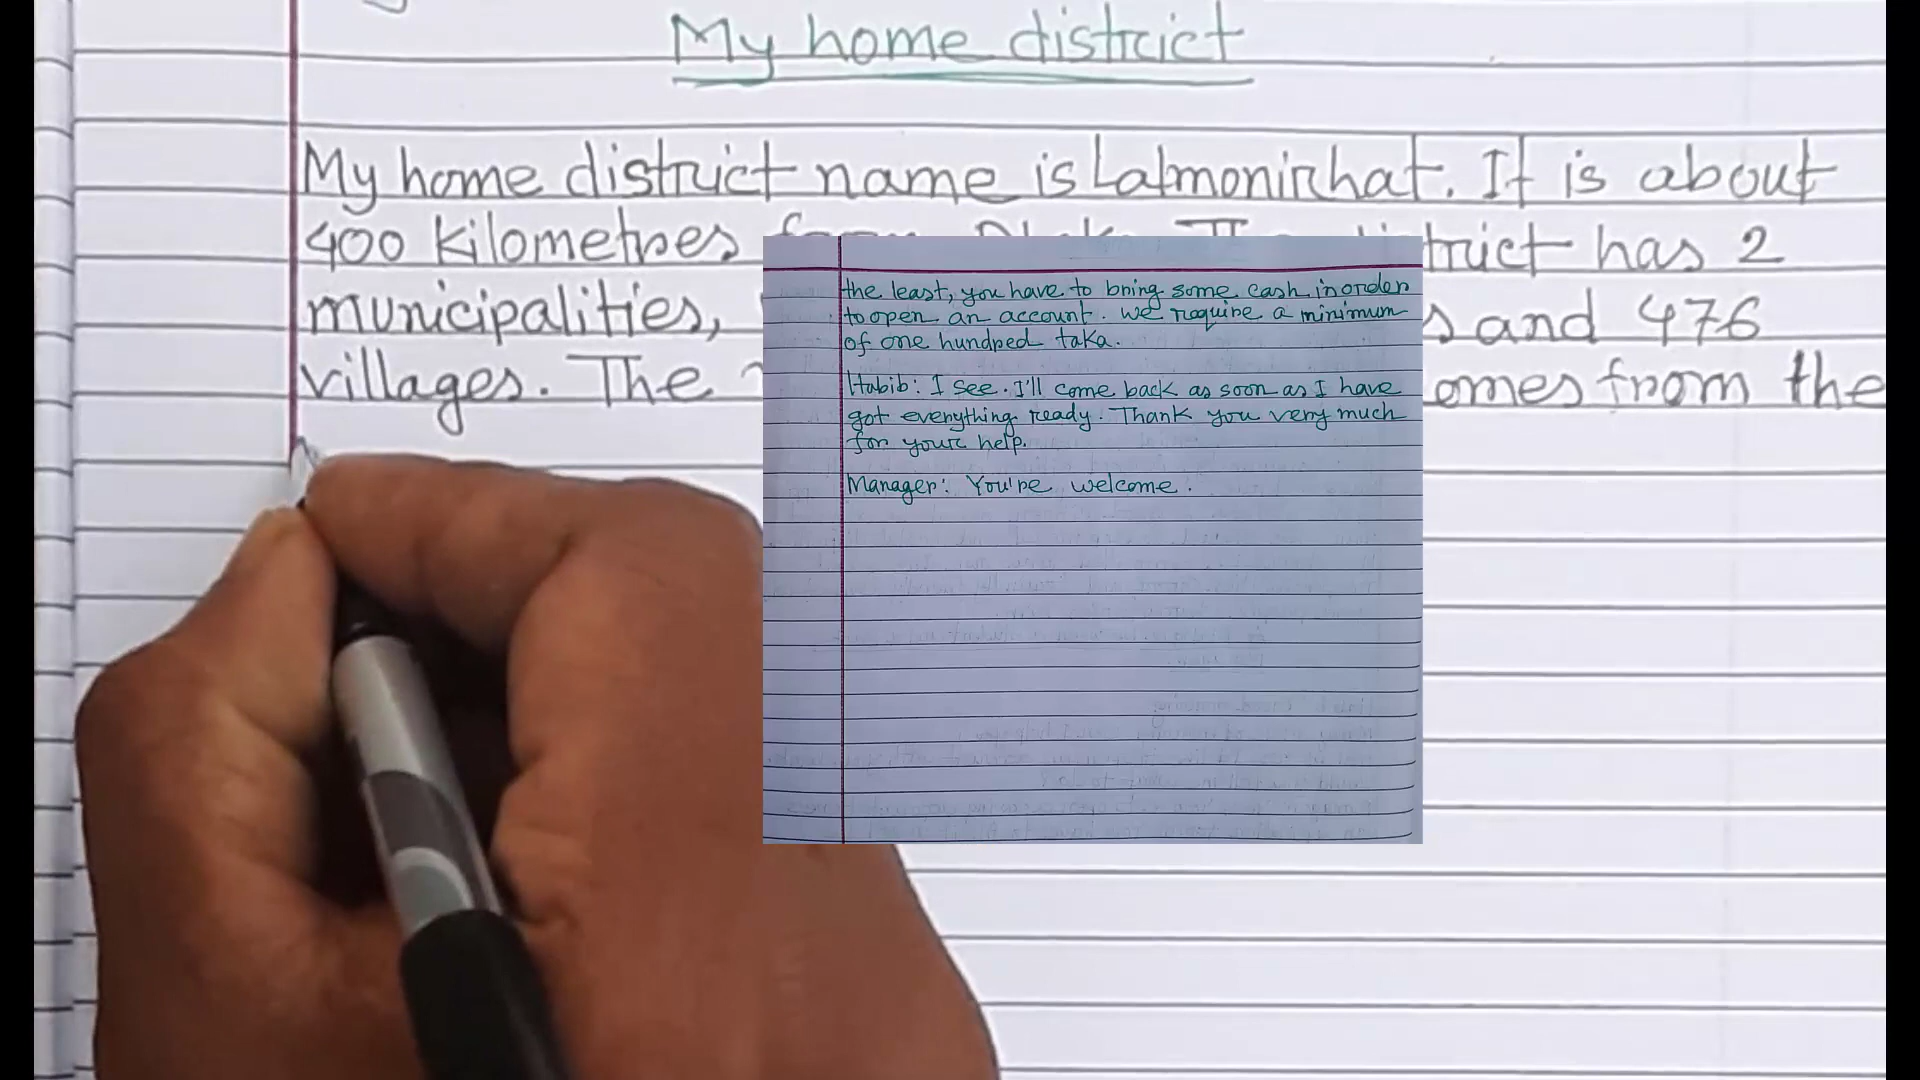 My home district
My home district name is Lalmonirhat. It is about
400 kilometres
trict has 2
municipalities,
s and 476
villages. The
omes from the
the least, you have to bring some cash in order
to open an account. We require a minimum
of one hundred taka.
Habib: I see. I'll come back as soon as I have
got everything ready. Thank you very much
for your help.
Manager: You're welcome.